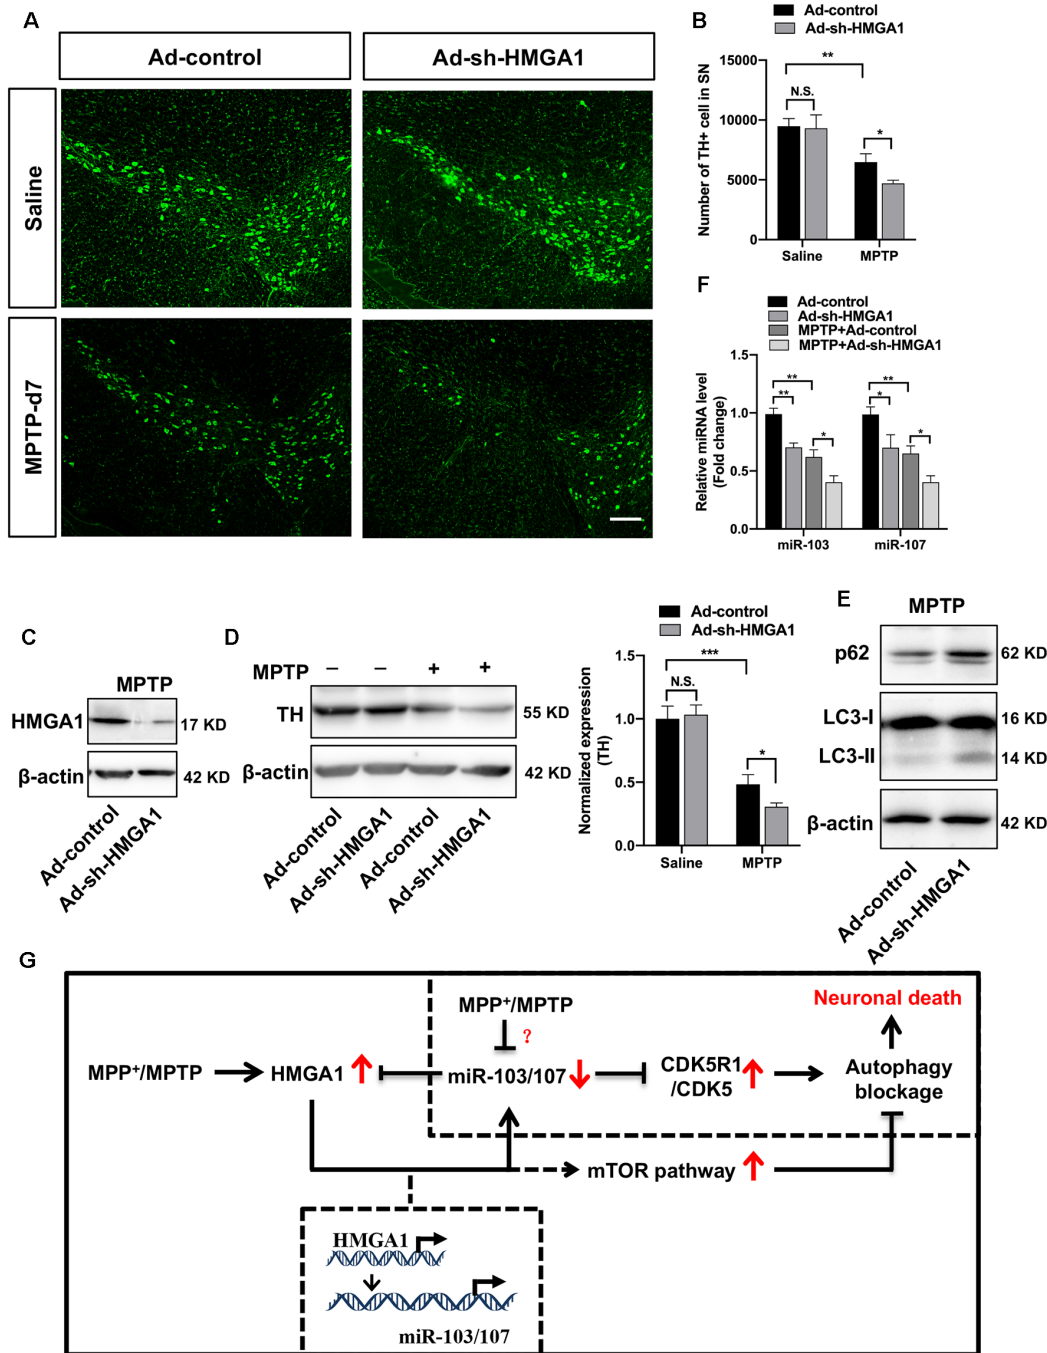 A
Ad-control
Ad-sh-HMGA1
Saline
MPTP-d7
B
Ad-control
Ad-sh-HMGA1
Number of TH+ cell in SN
15000
10000
5000
0
**
N.S.
*
Saline
MPTP
F
Ad-control
Ad-sh-HMGA1
MPTP+Ad-control
MPTP+Ad-sh-HMGA1
Relative miRNA level
(Fold change)
1.5
1.0
0.5
0.0
**
**
*
**
*
*
miR-103
miR-107
C
MPTP
HMGA1
17 KD
β-actin
42 KD
Ad-control
Ad-sh-HMGA1
D
MPTP
−
−
+
+
TH
55 KD
β-actin
42 KD
Ad-control
Ad-sh-HMGA1
Ad-control
Ad-sh-HMGA1
Ad-control
Ad-sh-HMGA1
Normalized expression
(TH)
1.5
1.0
0.5
0.0
***
N.S.
*
Saline
MPTP
E
MPTP
p62
62 KD
LC3-I
16 KD
LC3-II
14 KD
β-actin
42 KD
Ad-control
Ad-sh-HMGA1
G
MPP⁺/MPTP
?
Neuronal death
MPP⁺/MPTP
HMGA1
miR-103/107
CDK5R1
/CDK5
Autophagy
blockage
mTOR pathway
HMGA1
miR-103/107